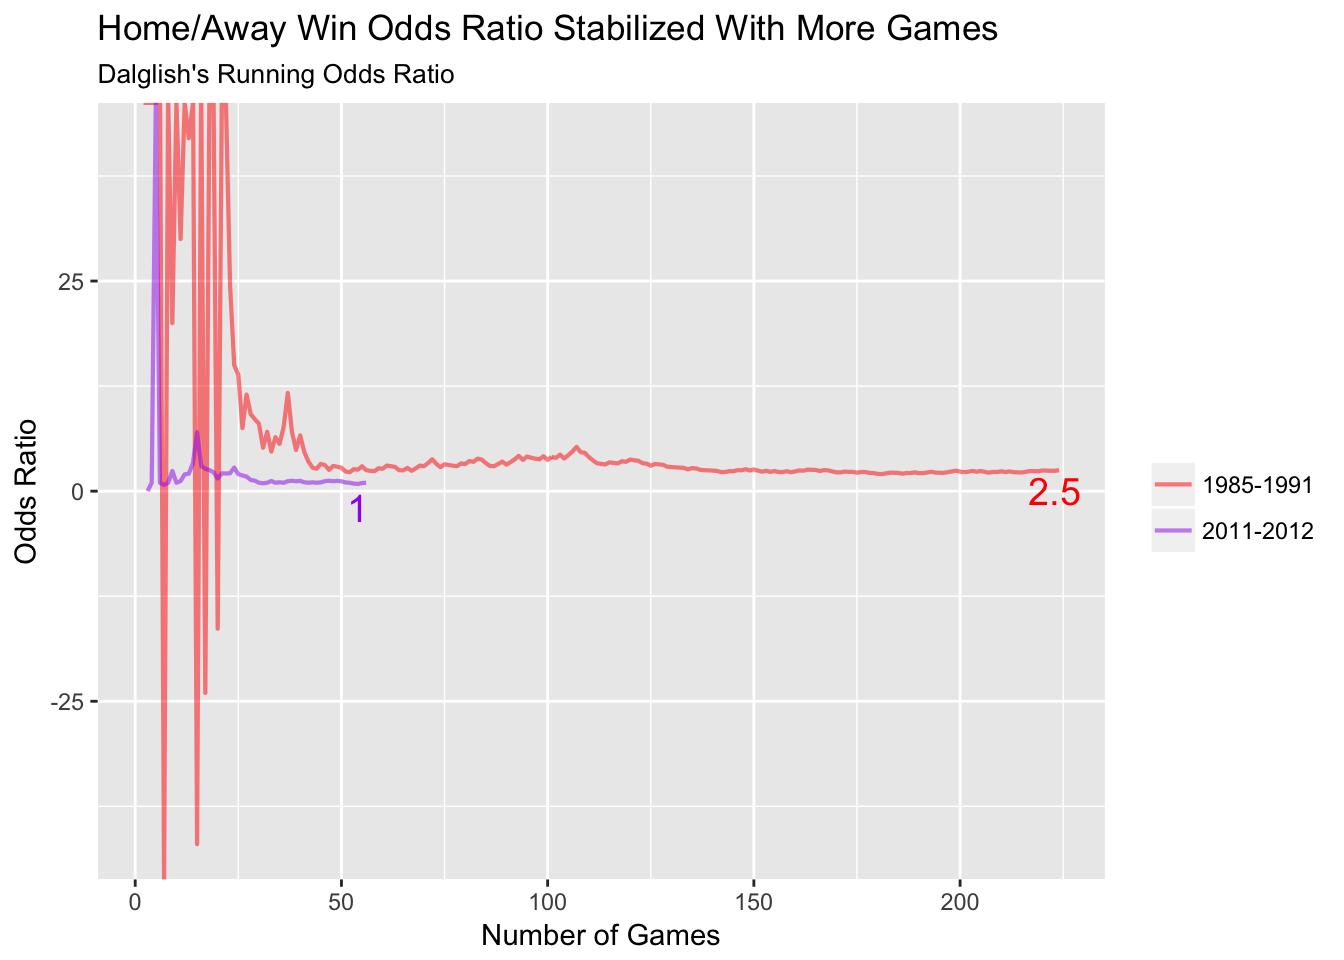 Home/Away Win Odds Ratio Stabilized With More Games
Dalglish's Running Odds Ratio
25
0
-25
Odds Ratio
1
2.5
0 50 100 150 200
Number of Games
1985-1991
2011-2012